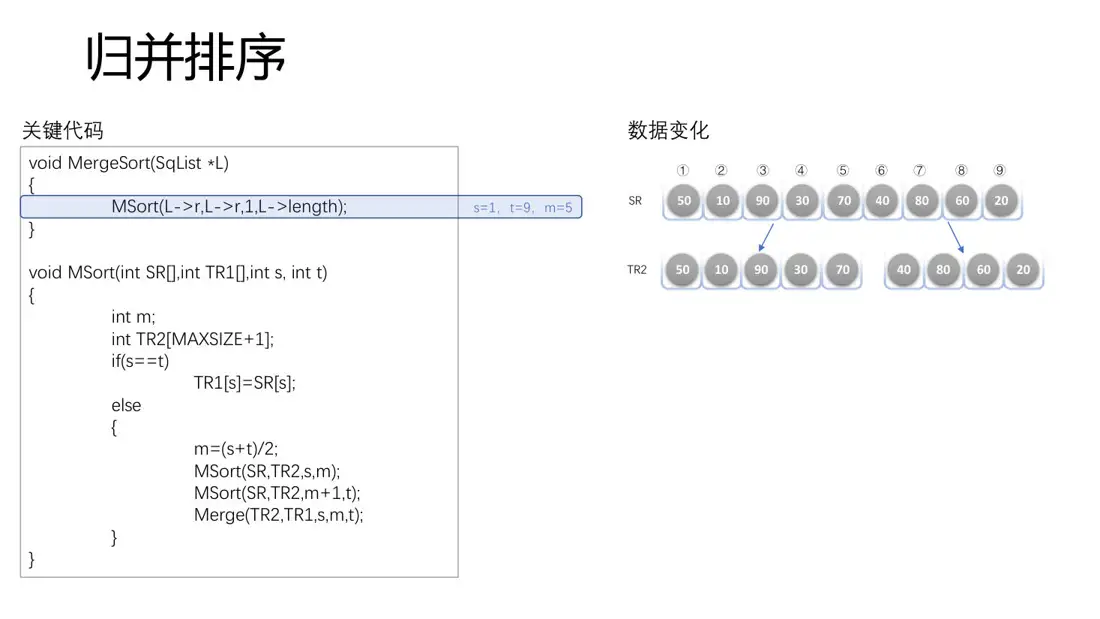 归并排序
关键代码
void MergeSort(SqList *L)
{
MSort(L->r,L->r,1,L->length);
s=1, t=9, m=5
}
void MSort(int SR[],int TR1[],int s, int t)
{
int m;
int TR2[MAXSIZE+1];
if(s==t)
TR1[s]=SR[s];
else
{
m=(s+t)/2;
MSort(SR,TR2,s,m);
MSort(SR,TR2,m+1,t);
Merge(TR2,TR1,s,m,t);
}
}
数据变化
① ② ③ ④ ⑤ ⑥ ⑦ ⑧ ⑨
SR 50 10 90 30 70 40 80 60 20
TR2 50 10 90 30 70 40 80 60 20